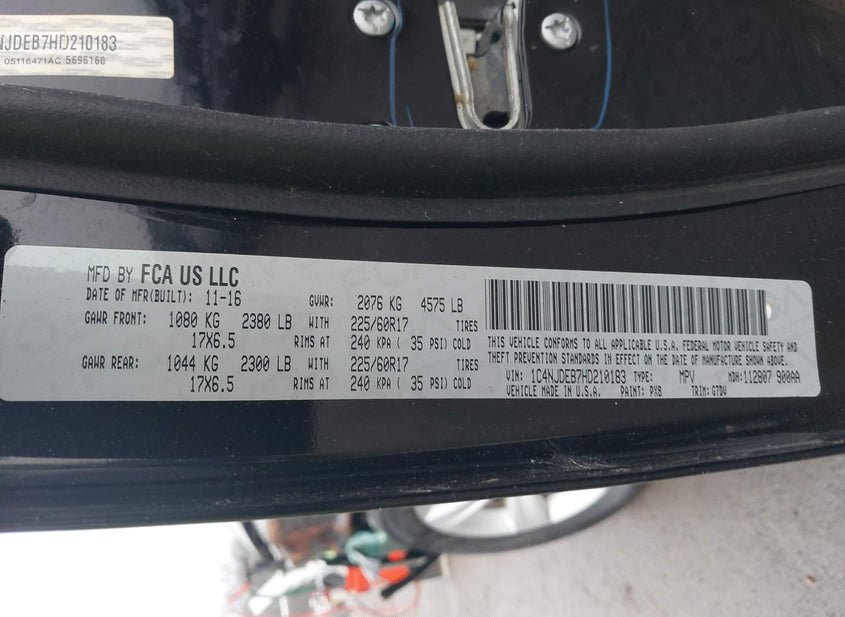 NJDEB7HD210183
05116471AC 5696160
MFD BY FCA US LLC
DATE OF MFR(BUILT): 11-16 GVWR: 2076 KG 4575 LB
GAWR FRONT: 1080 KG 2380 LB WITH 225/60R17 TIRES
17X6.5 RIMS AT 240 KPA ( 35 PSI) COLD
GAWR REAR: 1044 KG 2300 LB WITH 225/60R17 TIRES
17X6.5 RIMS AT 240 KPA ( 35 PSI) COLD
THIS VEHICLE CONFORMS TO ALL APPLICABLE U.S.A. FEDERAL MOTOR VEHICLE SAFETY AND
THEFT PREVENTION STANDARDS IN EFFECT ON THE DATE OF MANUFACTURE SHOWN ABOVE.
VIN: 1C4NJDEB7HD210183 TYPE: MPV MDH: 112807 900AA
VEHICLE MADE IN U.S.A. PAINT: PXB TRIM: G7DV